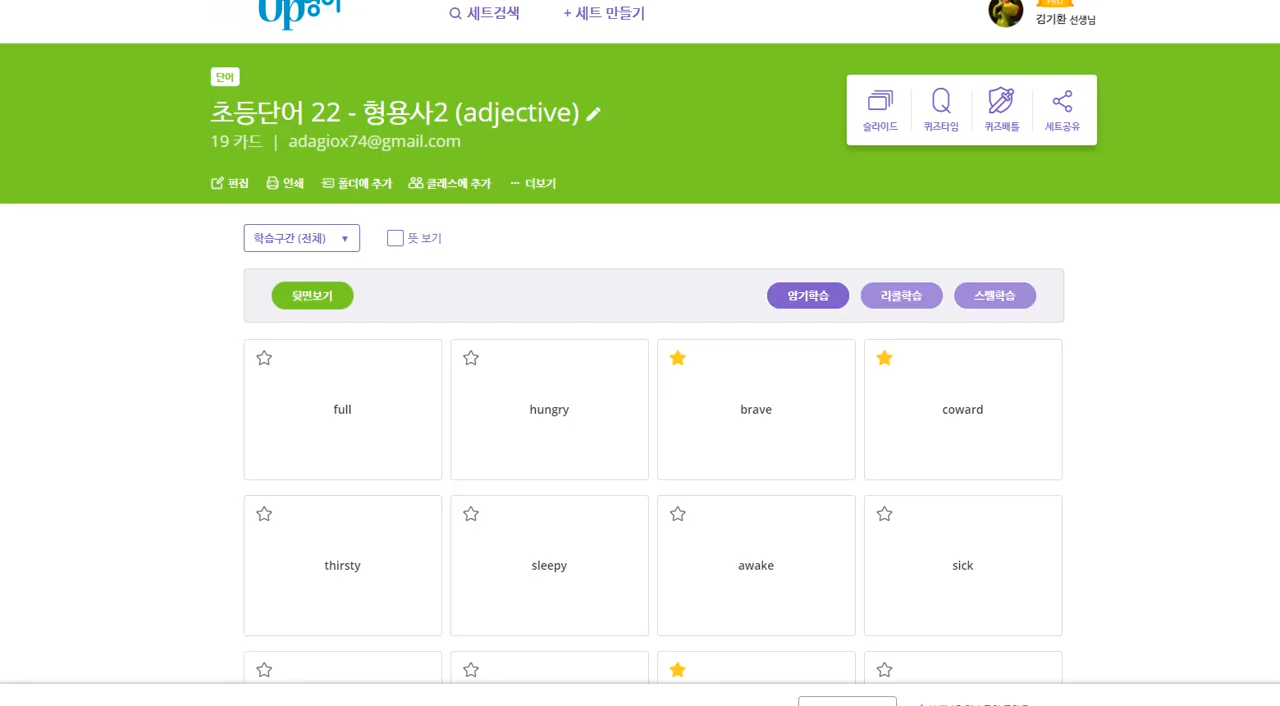 세트검색
+ 세트 만들기
김기환 선생님
단어
초등단어 22 - 형용사2 (adjective)
19 카드 | adagiox74@gmail.com
슬라이드
퀴즈타임
퀴즈배틀
세트공유
편집
인쇄
폴더에 추가
클래스에 추가
더보기
학습구간 (전체) ▼
뜻 보기
뒷면보기
암기학습
리콜학습
스펠학습
full
hungry
brave
coward
thirsty
sleepy
awake
sick